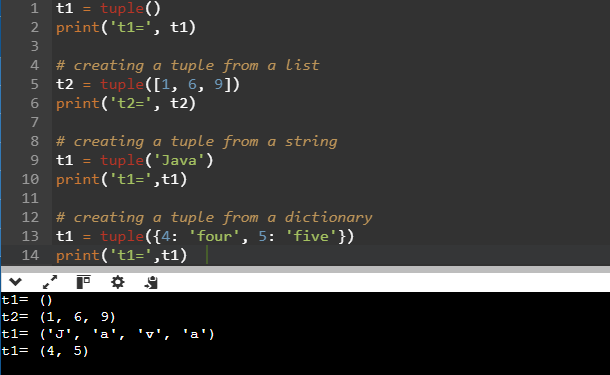 1 t1 = tuple()
2 print('t1=', t1)
3
4 # creating a tuple from a list
5 t2 = tuple([1, 6, 9])
6 print('t2=', t2)
7
8 # creating a tuple from a string
9 t1 = tuple('Java')
10 print('t1=',t1)
11
12 # creating a tuple from a dictionary
13 t1 = tuple({4: 'four', 5: 'five'})
14 print('t1=',t1)
t1= ()
t2= (1, 6, 9)
t1= ('J', 'a', 'v', 'a')
t1= (4, 5)